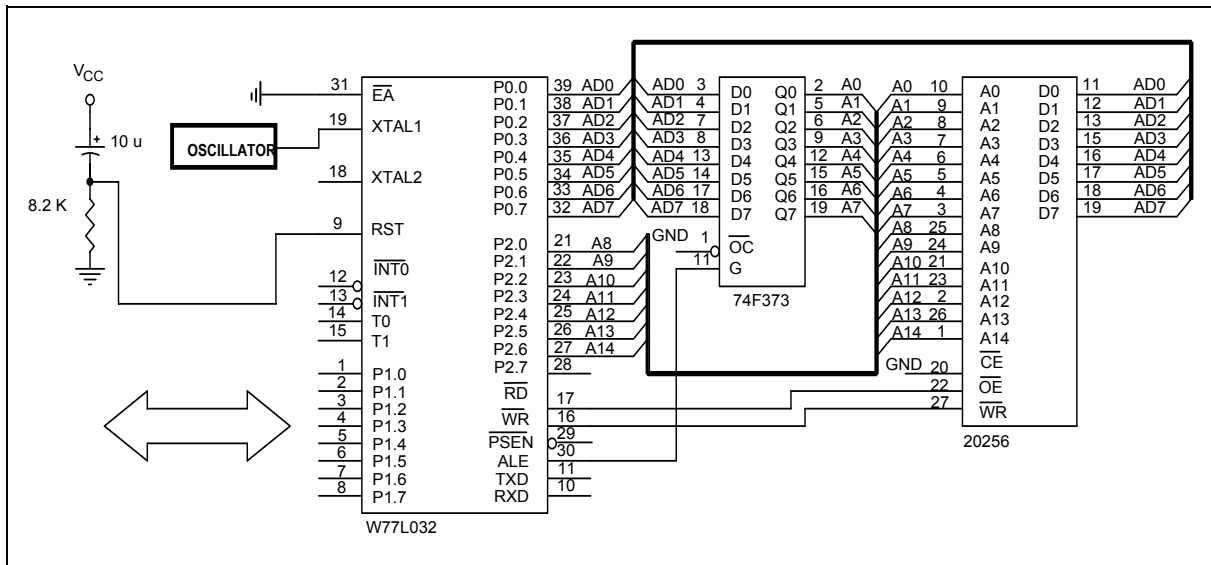 V_CC
10 u
8.2 K
OSCILLATOR
31 EA
19 XTAL1
18 XTAL2
9 RST
12 INT0
13 INT1
14 T0
15 T1
1 P1.0
2 P1.1
3 P1.2
4 P1.3
5 P1.4
6 P1.5
7 P1.6
8 P1.7
P0.0 39 AD0
P0.1 38 AD1
P0.2 37 AD2
P0.3 36 AD3
P0.4 35 AD4
P0.5 34 AD5
P0.6 33 AD6
P0.7 32 AD7
P2.0 21 A8
P2.1 22 A9
P2.2 23 A10
P2.3 24 A11
P2.4 25 A12
P2.5 26 A13
P2.6 27 A14
P2.7 28
RD 17
WR 16
PSEN 29
ALE 30
TXD 11
RXD 10
W77L032
AD0 3 D0 Q0 2 A0
AD1 4 D1 Q1 5 A1
AD2 7 D2 Q2 6 A2
AD3 8 D3 Q3 9 A3
AD4 13 D4 Q4 12 A4
AD5 14 D5 Q5 15 A5
AD6 17 D6 Q6 16 A6
AD7 18 D7 Q7 19 A7
GND 1 OC
11 G
74F373
A0 10 A0 D0 11 AD0
A1 9 A1 D1 12 AD1
A2 8 A2 D2 13 AD2
A3 7 A3 D3 15 AD3
A4 6 A4 D4 16 AD4
A5 5 A5 D5 17 AD5
A6 4 A6 D6 18 AD6
A7 3 A7 D7 19 AD7
A8 25 A8
A9 24 A9
A10 21 A10
A11 23 A11
A12 2 A12
A13 26 A13
A14 1 A14
GND 20 CE
22 OE
27 WR
20256